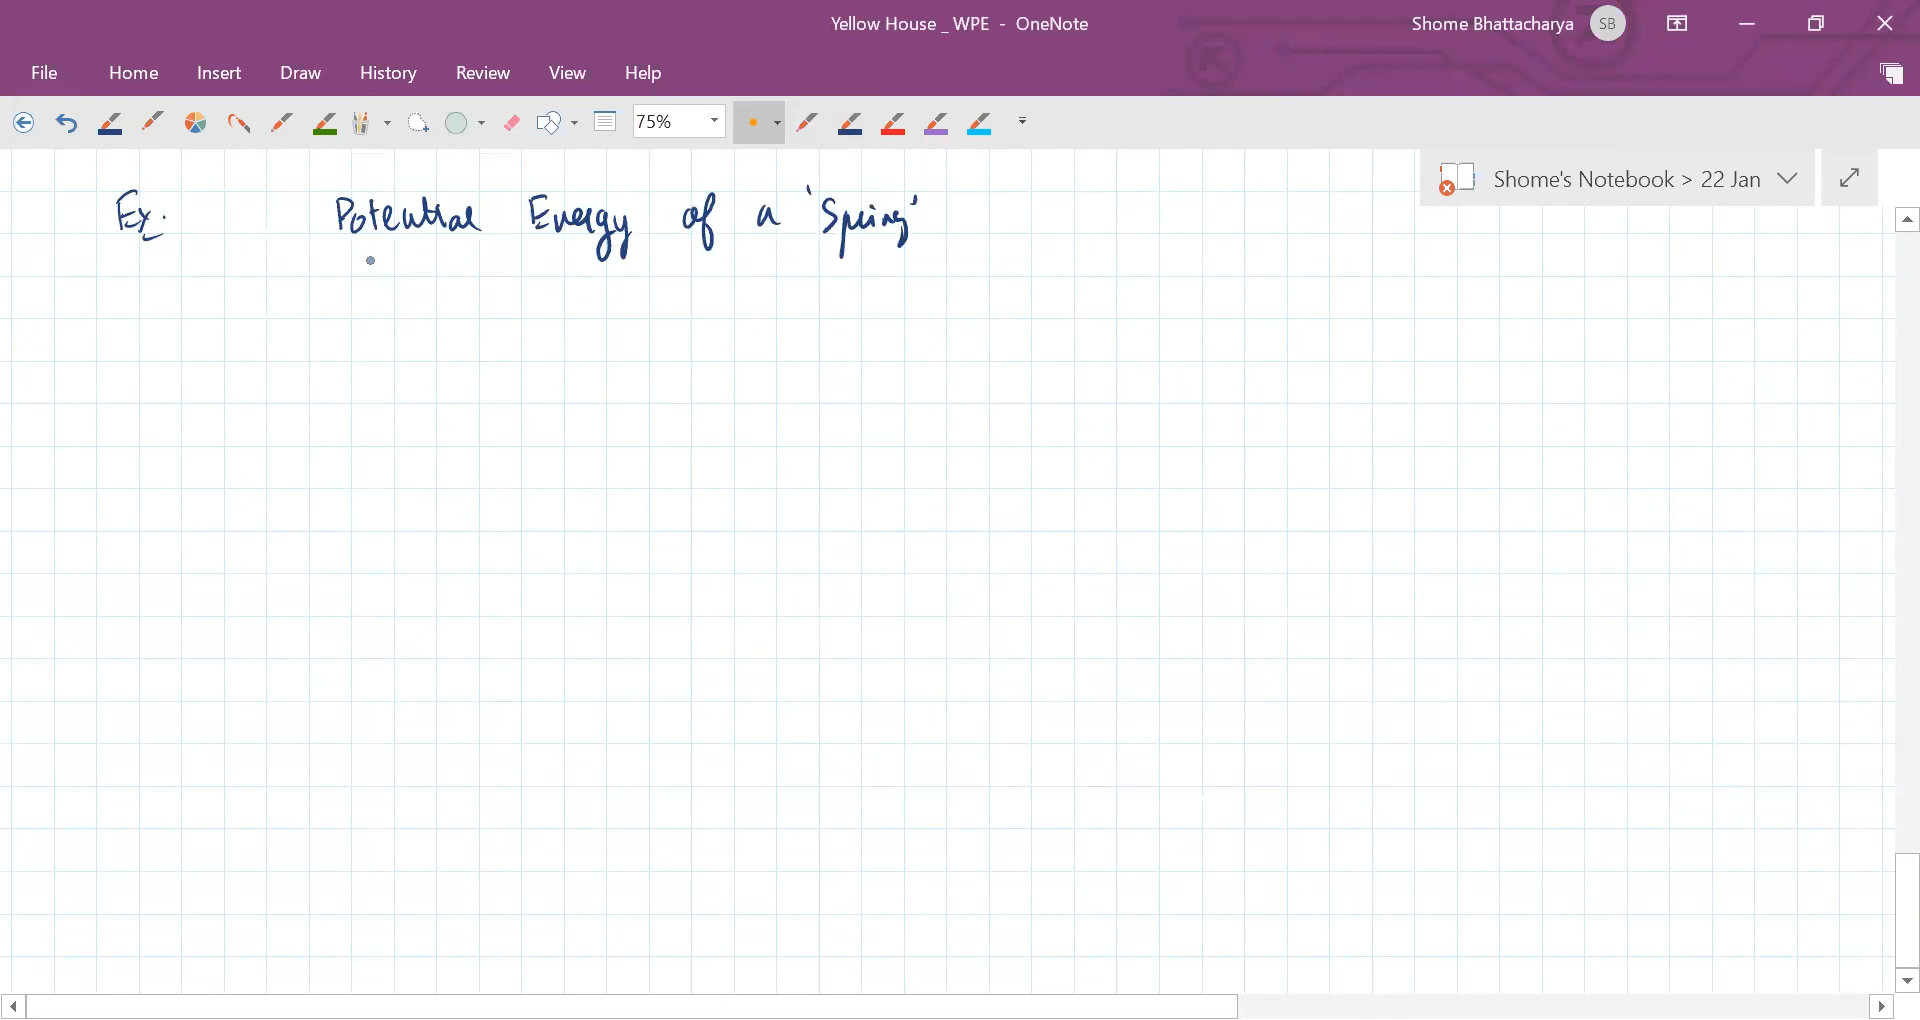 Yellow House _ WPE - OneNote
Shome Bhattacharya SB
File Home Insert Draw History Review View Help
75%
Shome's Notebook > 22 Jan
Ex. Potential Energy of a 'Spring'